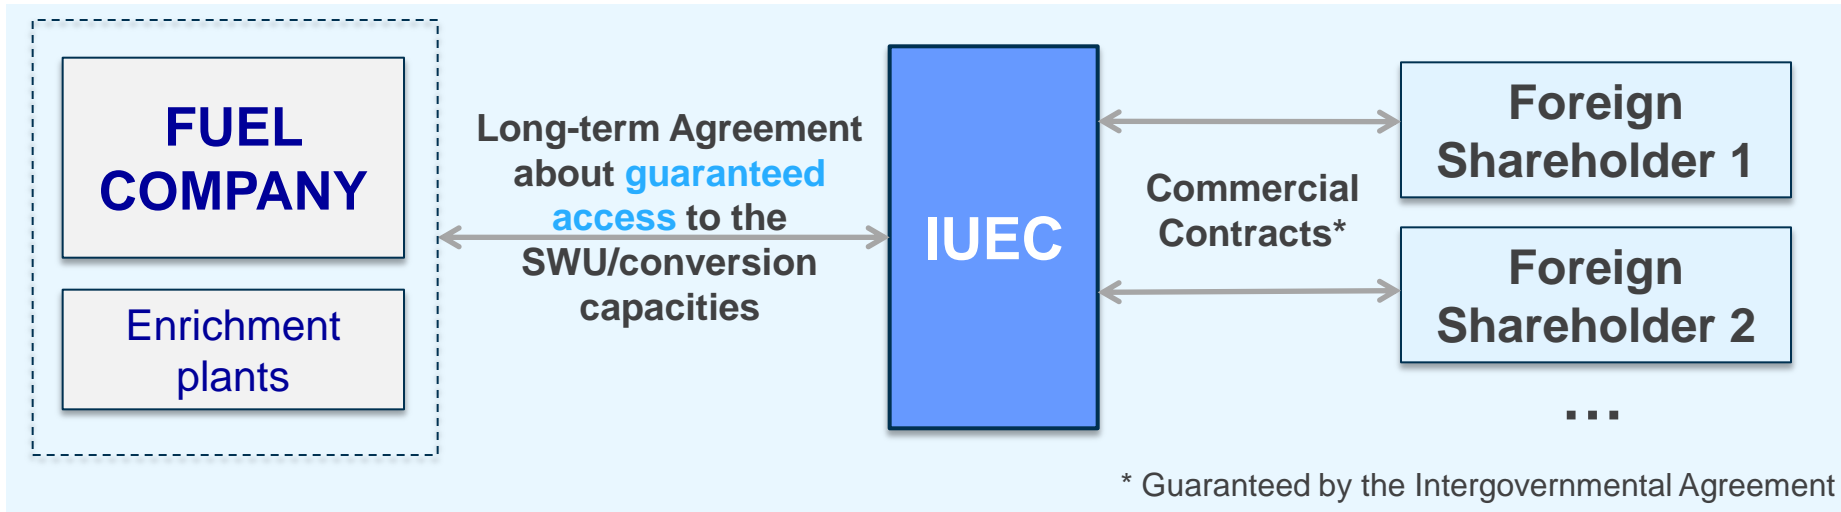 FUEL
COMPANY
Enrichment
plants
Long-term Agreement
about guaranteed
access to the
SWU/conversion
capacities
IUEC
Commercial
Contracts*
Foreign
Shareholder 1
Foreign
Shareholder 2
...
* Guaranteed by the Intergovernmental Agreement